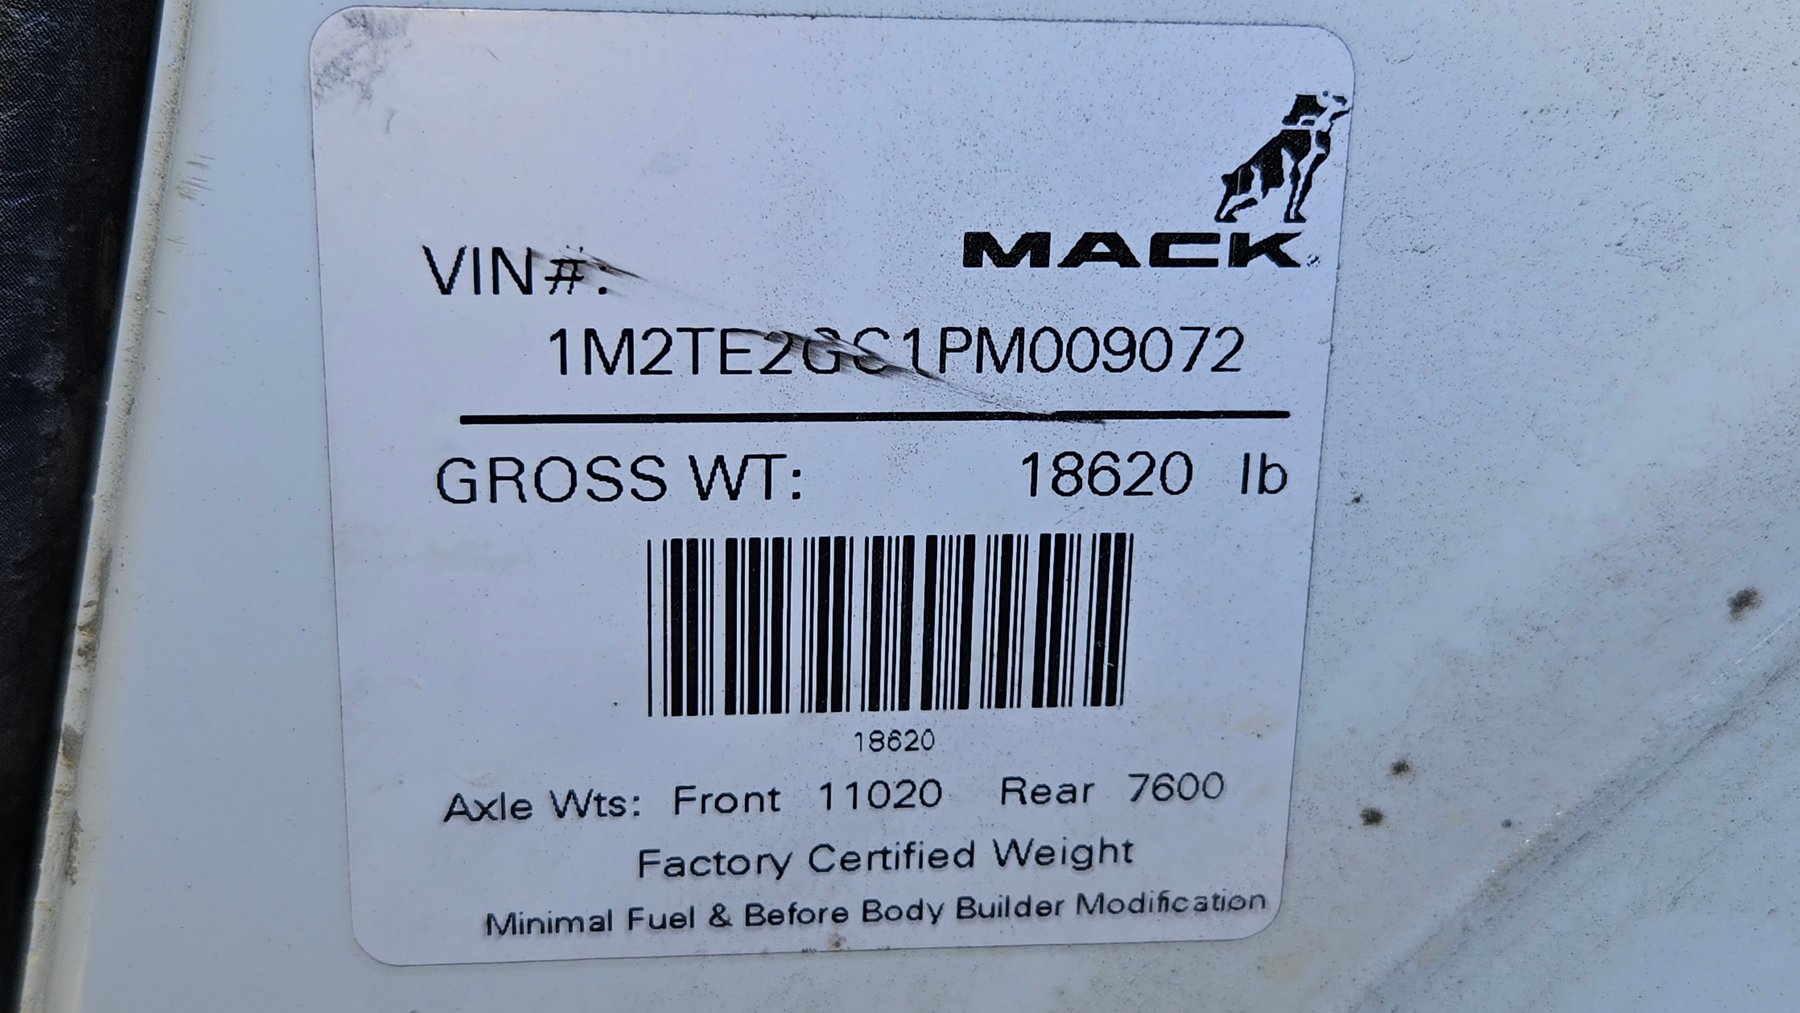 MACK
VIN#:
1M2TE2GC1PM009072
GROSS WT: 18620 lb
18620
Axle Wts: Front 11020 Rear 7600
Factory Certified Weight
Minimal Fuel & Before Body Builder Modification